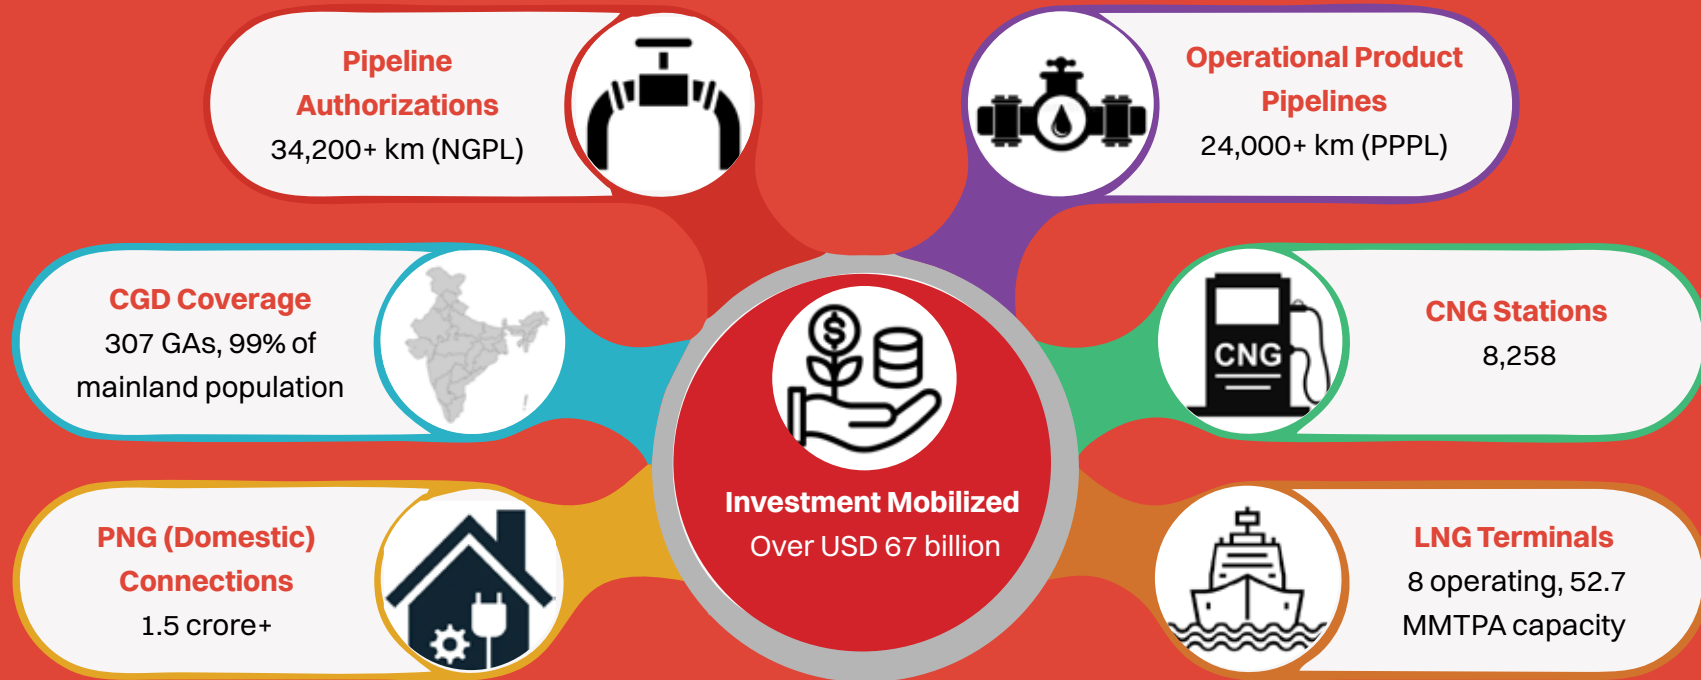 Pipeline
Authorizations
34,200+ km (NGPL)
Operational Product
Pipelines
24,000+ km (PPPL)
CGD Coverage
307 GAs, 99% of
mainland population
CNG
CNG Stations
8,258
$
Investment Mobilized
Over USD 67 billion
PNG (Domestic)
Connections
1.5 crore+
LNG Terminals
8 operating, 52.7
MMTPA capacity